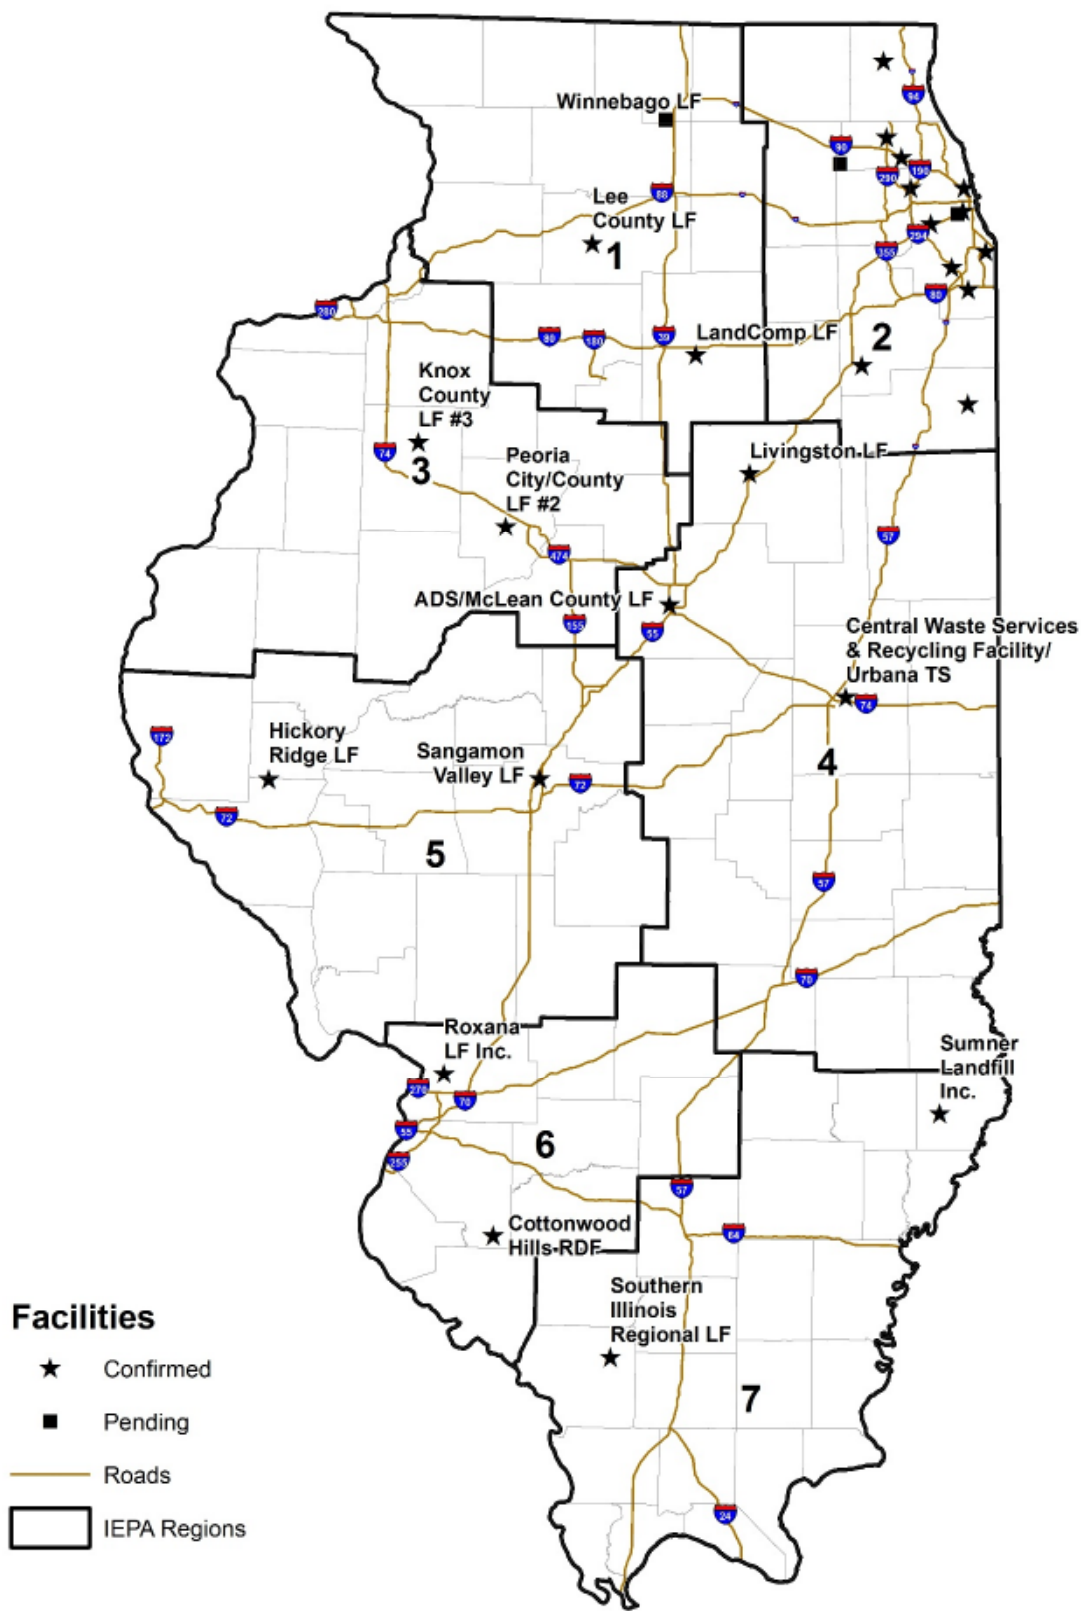 Winnebago LF
94
90
290
190
88
Lee
County LF
1
294
355
280
80
80
180
39
LandComp LF
2
Knox
County
LF #3
74
3
Peoria
City/County
LF #2
Livingston LF
57
474
ADS/McLean County LF
155
55
Central Waste Services
& Recycling Facility/
Urbana TS
74
172
Hickory
Ridge LF
Sangamon
Valley LF
72
72
4
5
57
70
Roxana
LF Inc.
Sumner
Landfill
Inc.
270
70
55
255
6
57
64
Cottonwood
Hills RDF
Southern
Illinois
Regional LF
7
24
Facilities
Confirmed
Pending
Roads
IEPA Regions